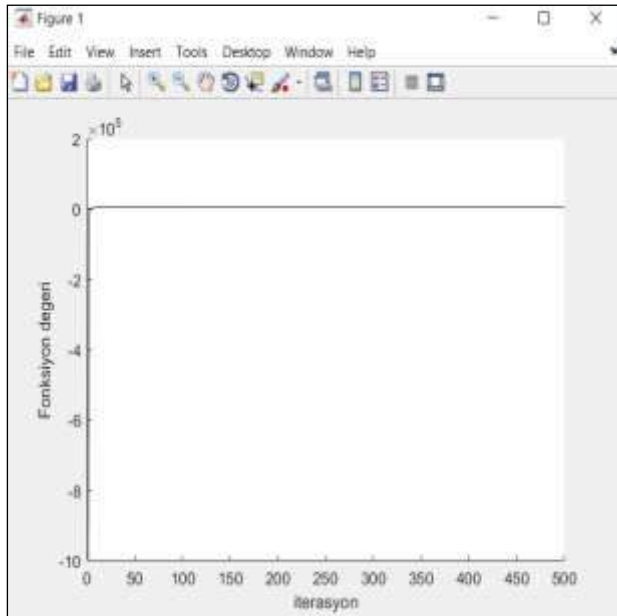 Figure 1
File Edit View Insert Tools Desktop Window Help
×10⁵
2
0
-2
-4
-6
-8
-10
Fonksiyon değeri
0 50 100 150 200 250 300 350 400 450 500
iterasyon